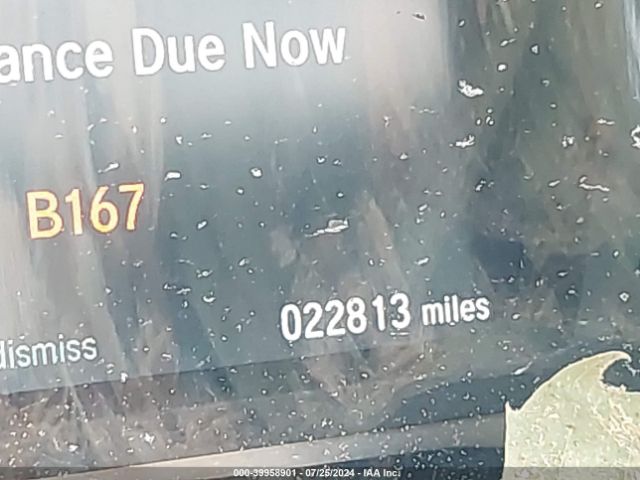 ance Due Now
B167
022813 miles
dismiss
000-39958901 - 07/25/2024 - IAA Inc.